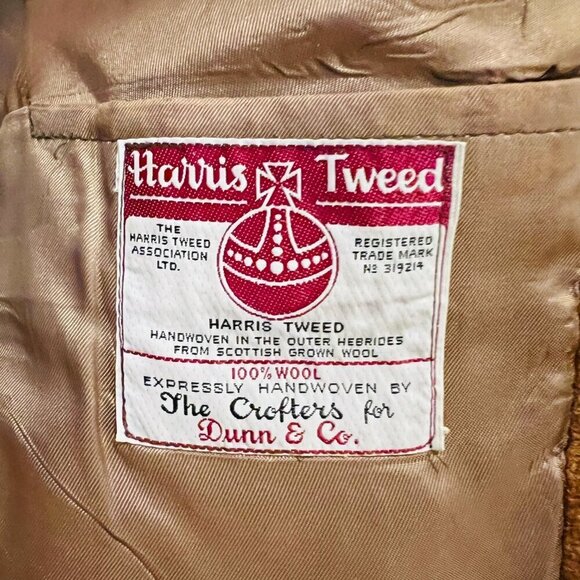 Harris Tweed
THE
HARRIS TWEED
ASSOCIATION
LTD.
REGISTERED
TRADE MARK
Nº 319214
HARRIS TWEED
HANDWOVEN IN THE OUTER HEBRIDES
FROM SCOTTISH GROWN WOOL
100% WOOL
EXPRESSLY HANDWOVEN BY
The Crofters for
Dunn & Co.